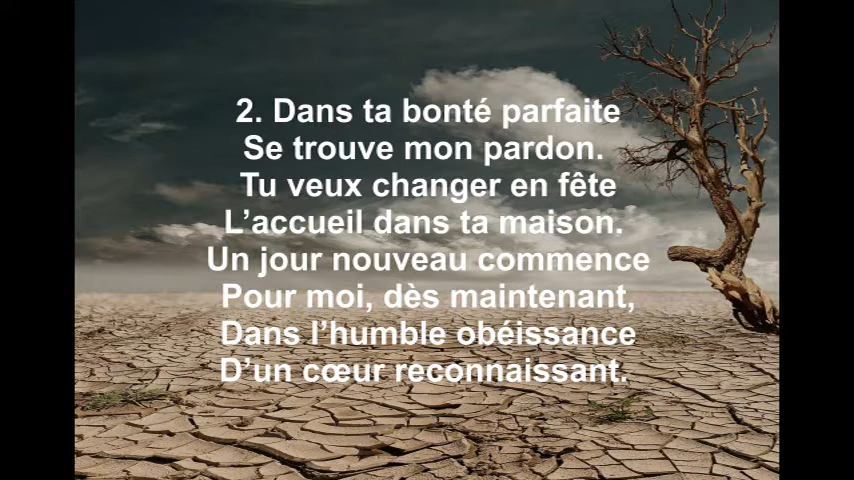 2. Dans ta bonté parfaite
Se trouve mon pardon.
Tu veux changer en fête
L’accueil dans ta maison.
Un jour nouveau commence
Pour moi, dès maintenant,
Dans l’humble obéissance
D’un cœur reconnaissant.